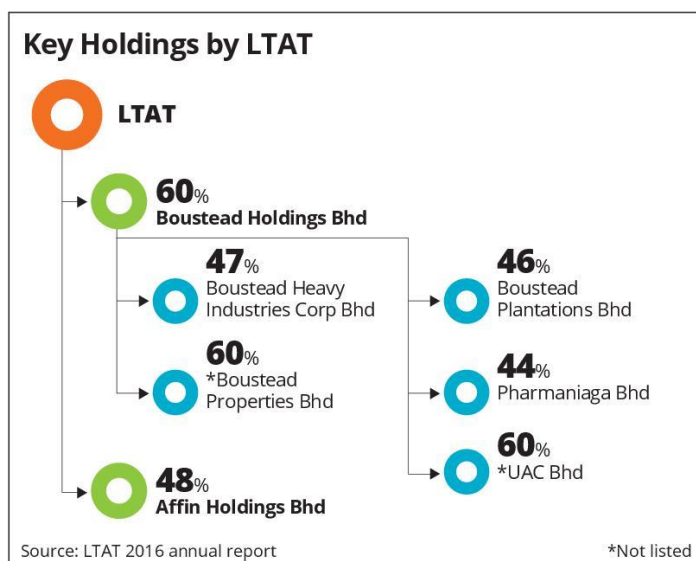 Key Holdings by LTAT
LTAT
60%
Boustead Holdings Bhd
47%
Boustead Heavy
Industries Corp Bhd
60%
*Boustead
Properties Bhd
46%
Boustead
Plantations Bhd
44%
Pharmaniaga Bhd
60%
*UAC Bhd
48%
Affin Holdings Bhd
Source: LTAT 2016 annual report
*Not listed